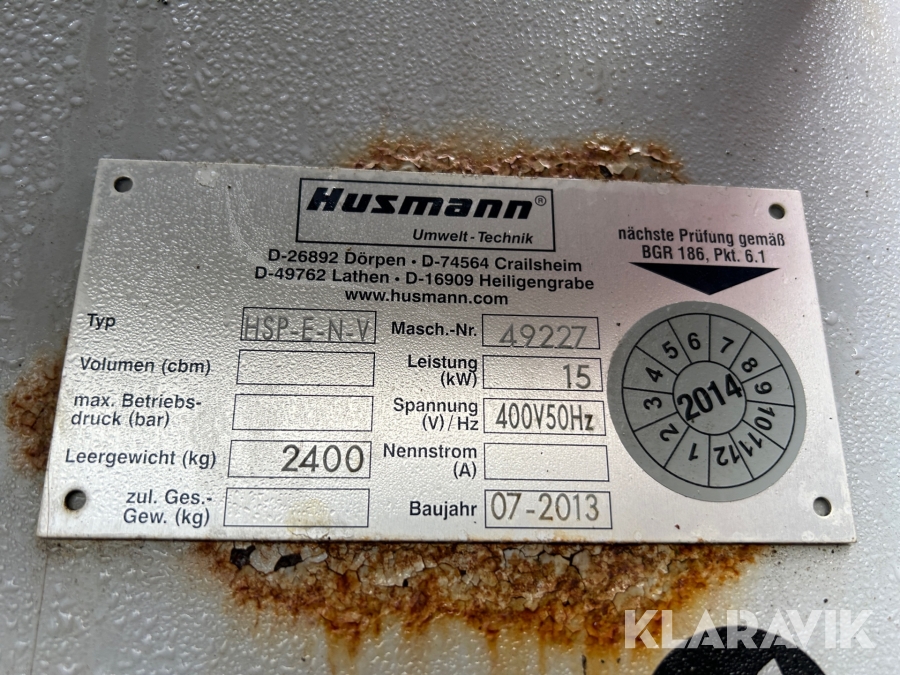 Husmann®
Umwelt-Technik
D-26892 Dörpen · D-74564 Crailsheim
D-49762 Lathen · D-16909 Heiligengrabe
www.husmann.com
nächste Prüfung gemäß
BGR 186, Pkt. 6.1
Typ HSP-E-N-V
Masch.-Nr. 49227
Volumen (cbm)
Leistung
(kW) 15
max. Betriebs-
druck (bar)
Spannung
(V)/Hz 400V50Hz
Leergewicht (kg) 2400
Nennstrom
(A)
zul. Ges.-
Gew. (kg)
Baujahr 07-2013
1 2 3 4 5 6 7 8 9 10 11 12
2014
KLARAVIK